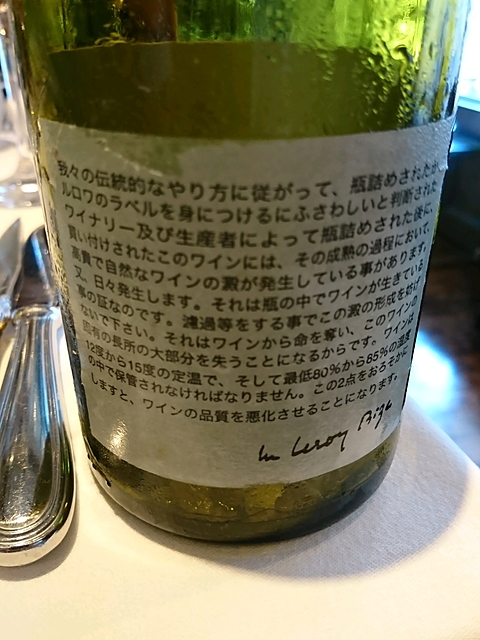 我々の伝統的なやり方に従がって、瓶詰めされたが、
ルロワのラベルを身につけるにふさわしいと判断された
ワイナリー及び生産者によって瓶詰めされた後に、
買い付けされたこのワインには、その成熟の過程において、
高貴で自然なワインの澱が発生している事があります。
又、日々発生します。それは瓶の中でワインが生きている
事の証なのです。濾過等をする事でこの澱の形成を妨げ
ないで下さい。それはワインから命を奪い、このワインの
固有の長所の大部分を失うことになるからです。ワインは
12度から15度の定温で、そして最低80%から85%の湿度
の中で保管されなければなりません。この2点をおろそかに
しますと、ワインの品質を悪化させることになります。
Leroy